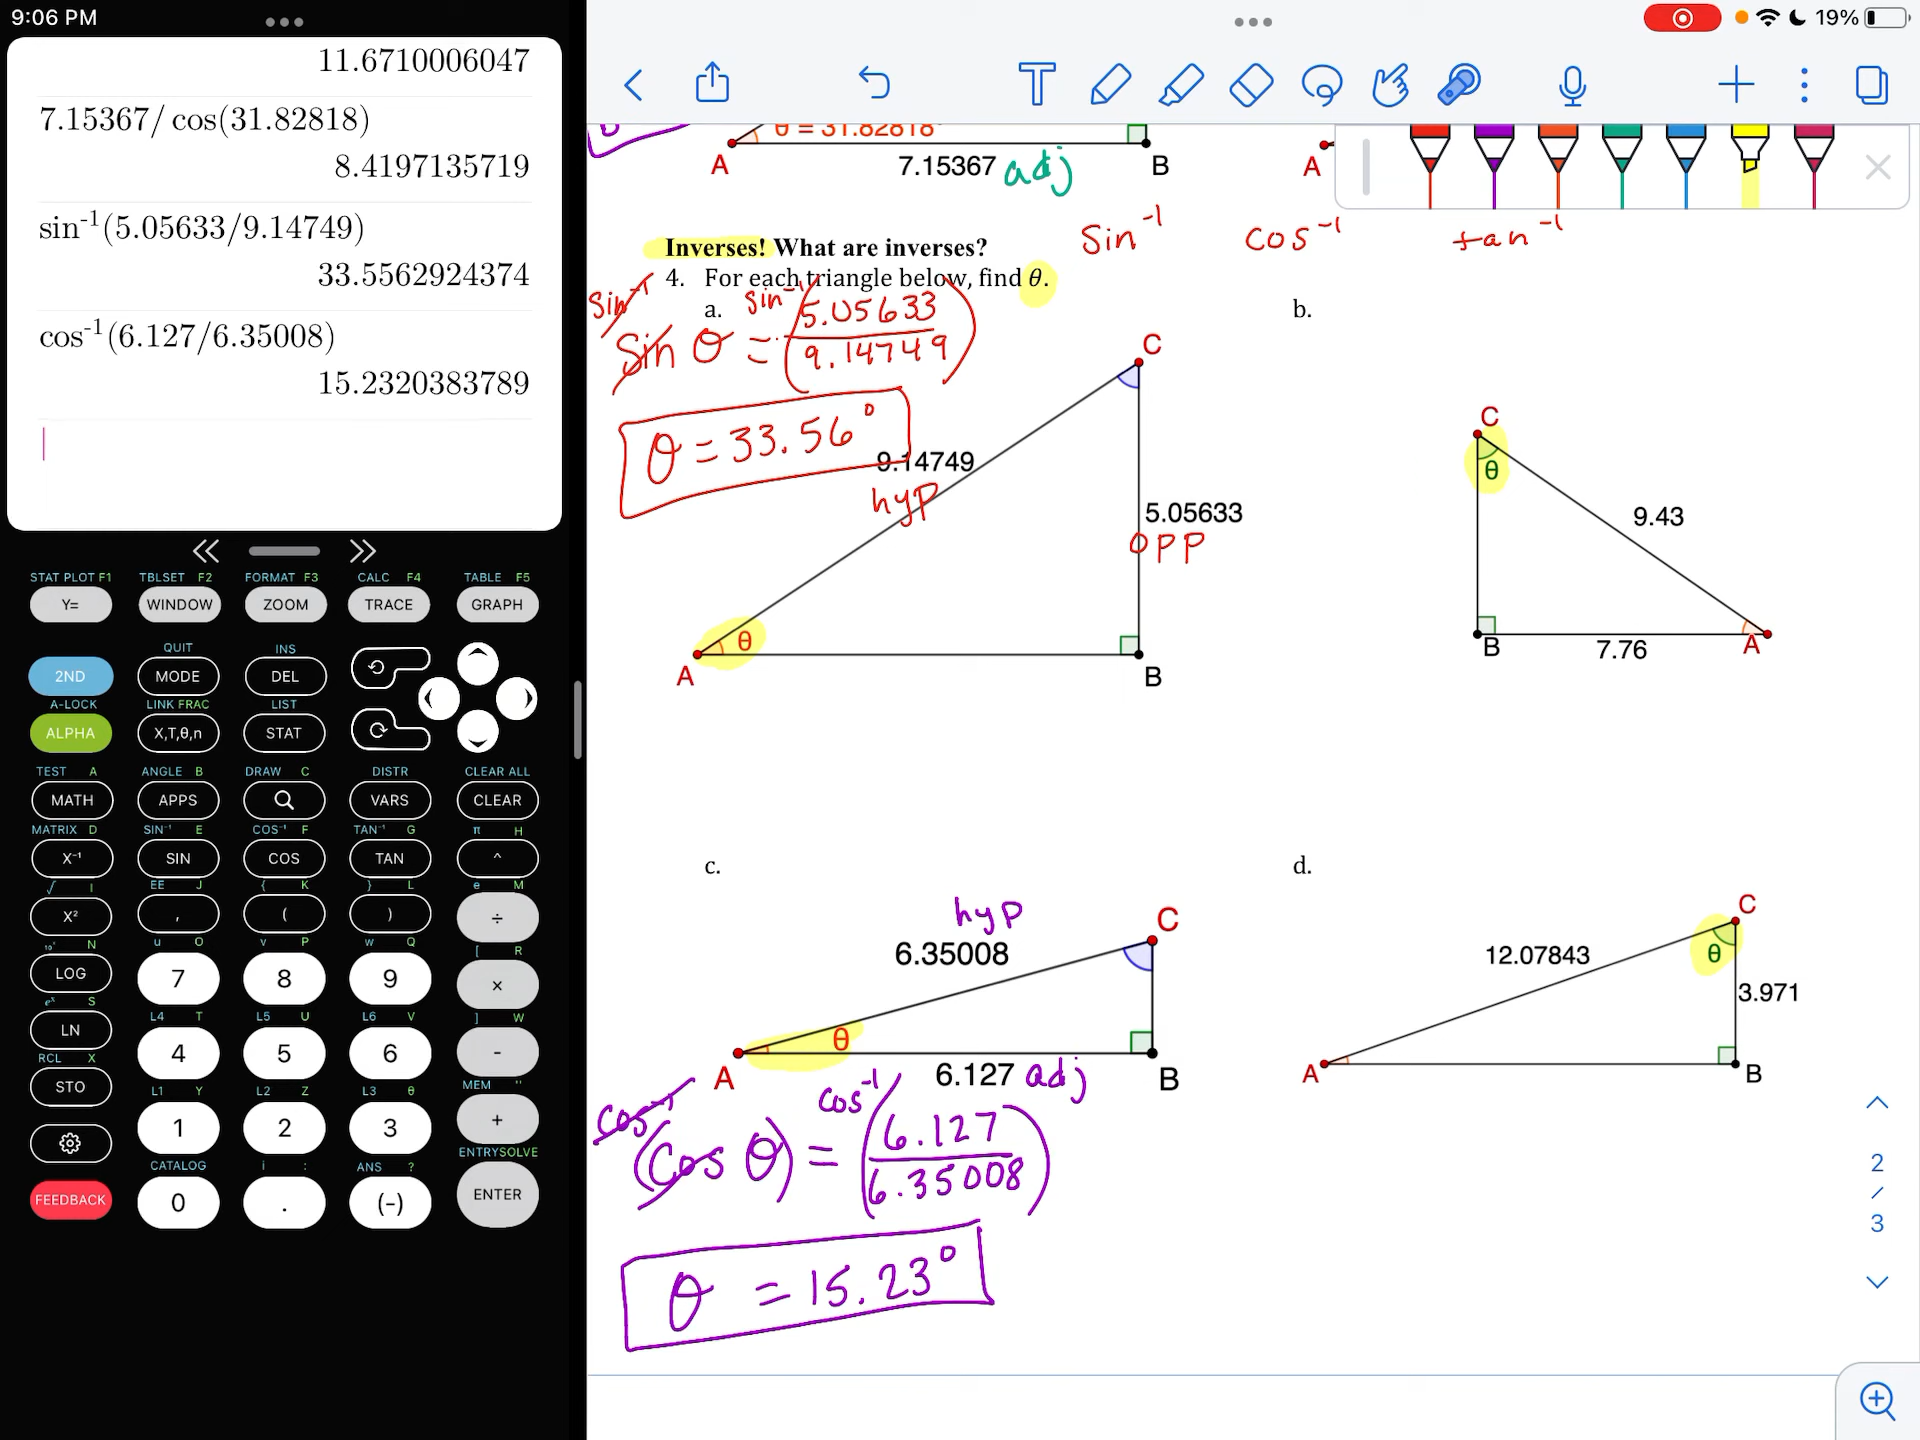 9:06 PM
19%
11.6710006047
7.15367/ cos(31.82818)
8.4197135719
sin⁻¹(5.05633/9.14749)
33.5562924374
cos⁻¹(6.127/6.35008)
15.2320383789
STAT PLOT F1 TBLSET F2 FORMAT F3 CALC F4 TABLE F5
Y= WINDOW ZOOM TRACE GRAPH
QUIT INS
2ND MODE DEL
A-LOCK LINK FRAC LIST
ALPHA X,T,θ,n STAT
TEST A ANGLE B DRAW C DISTR CLEAR ALL
MATH APPS VARS CLEAR
MATRIX D SIN⁻¹ E COS⁻¹ F TAN⁻¹ G π H
X⁻¹ SIN COS TAN ^
√ I EE J { K } L e M
X² , ( ) ÷
10ˣ N u O v P w Q [ R
LOG 7 8 9 ×
eˣ S L4 T L5 U L6 V ] W
LN 4 5 6 -
RCL X L1 Y L2 Z L3 θ MEM "
STO 1 2 3 +
CATALOG i : ANS ? ENTRY SOLVE
FEEDBACK 0 . (-) ENTER
T
θ = 31.82818°
A 7.15367 adj B
A
Inverses! What are inverses?
Sin⁻¹ cos⁻¹ tan⁻¹
4. For each triangle below, find θ.
a.
Sin⁻¹ sin⁻¹
Sin θ = (5.05633/9.14749)
θ = 33.56°
C
9.14749
hyp
5.05633
opp
θ
A B
b.
C
θ
9.43
B 7.76 A
c.
hyp
6.35008
C
θ
A 6.127 adj B
cos⁻¹ cos⁻¹
(Cos θ) = (6.127/6.35008)
θ = 15.23°
d.
C
12.07843 θ
3.971
A B
2
/
3